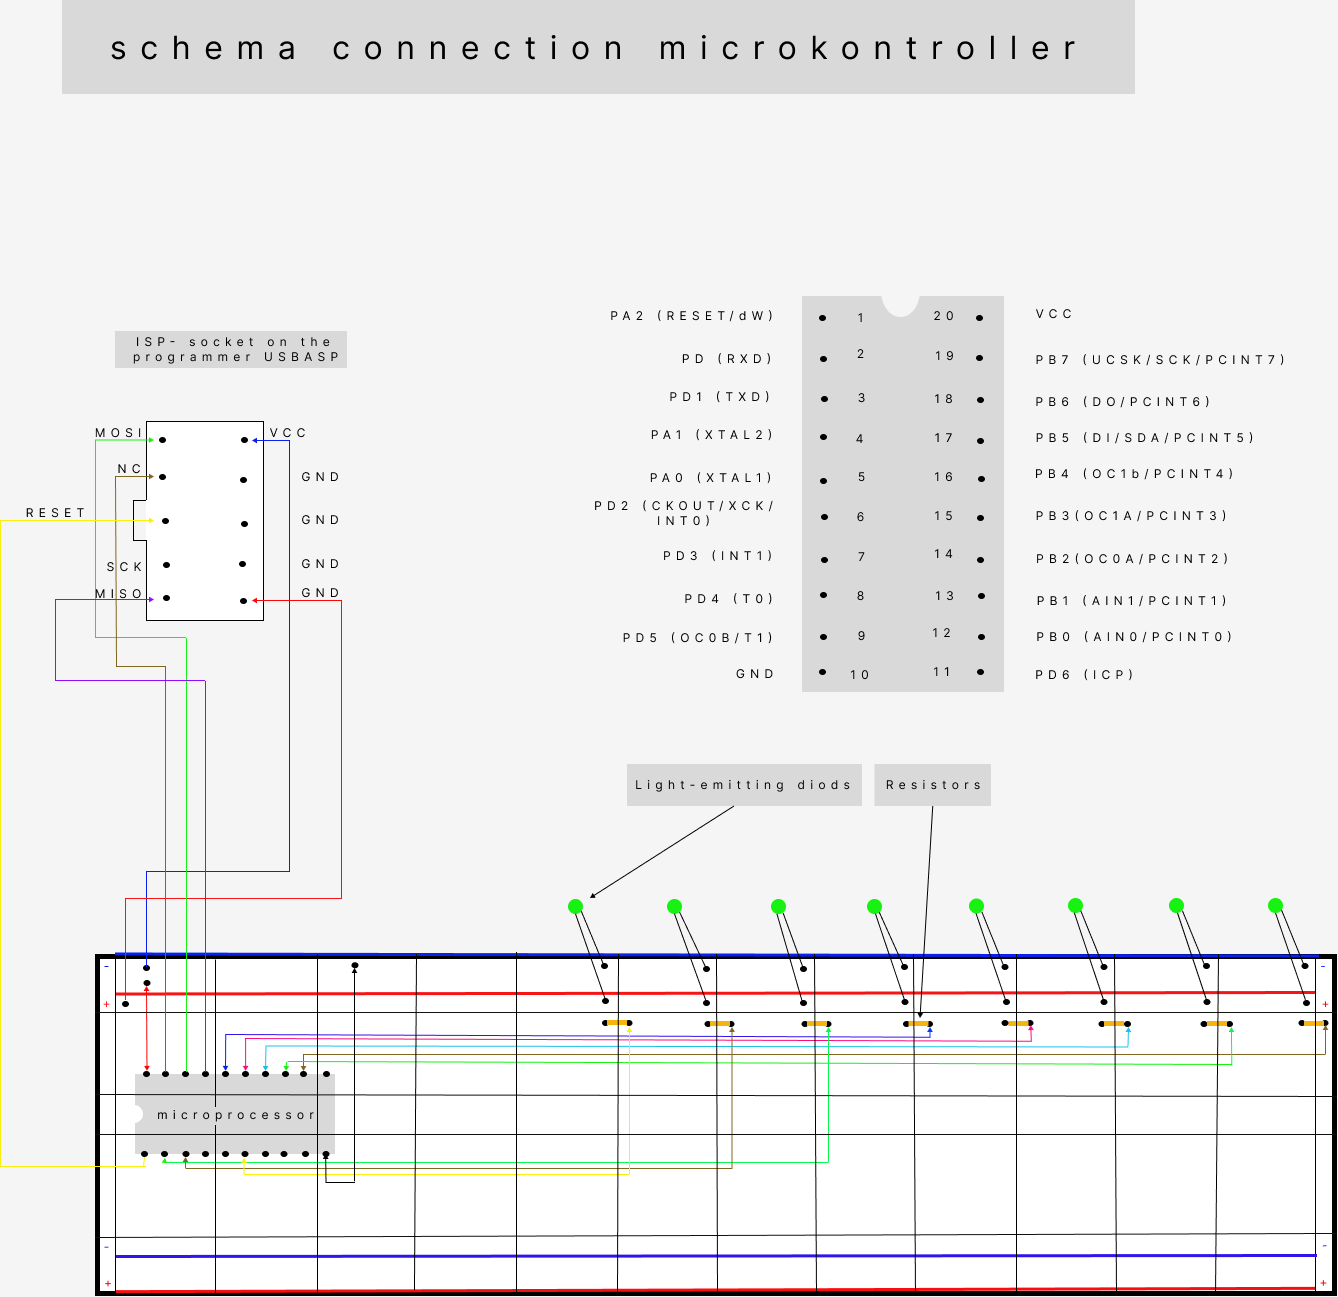 schema connection microkontroller
ISP- socket on the
programmer USBASP
MOSI
VCC
NC
GND
RESET
GND
SCK
GND
MISO
GND
PA2 (RESET/dW)
1
20
VCC
PD (RXD)
2
19
PB7 (UCSK/SCK/PCINT7)
PD1 (TXD)
3
18
PB6 (DO/PCINT6)
PA1 (XTAL2)
4
17
PB5 (DI/SDA/PCINT5)
PA0 (XTAL1)
5
16
PB4 (OC1b/PCINT4)
PD2 (CKOUT/XCK/
INT0)
6
15
PB3(OC1A/PCINT3)
PD3 (INT1)
7
14
PB2(OC0A/PCINT2)
PD4 (T0)
8
13
PB1 (AIN1/PCINT1)
PD5 (OC0B/T1)
9
12
PB0 (AIN0/PCINT0)
GND
10
11
PD6 (ICP)
Light-emitting diods
Resistors
- -
+ +
microprocessor
- -
+ +